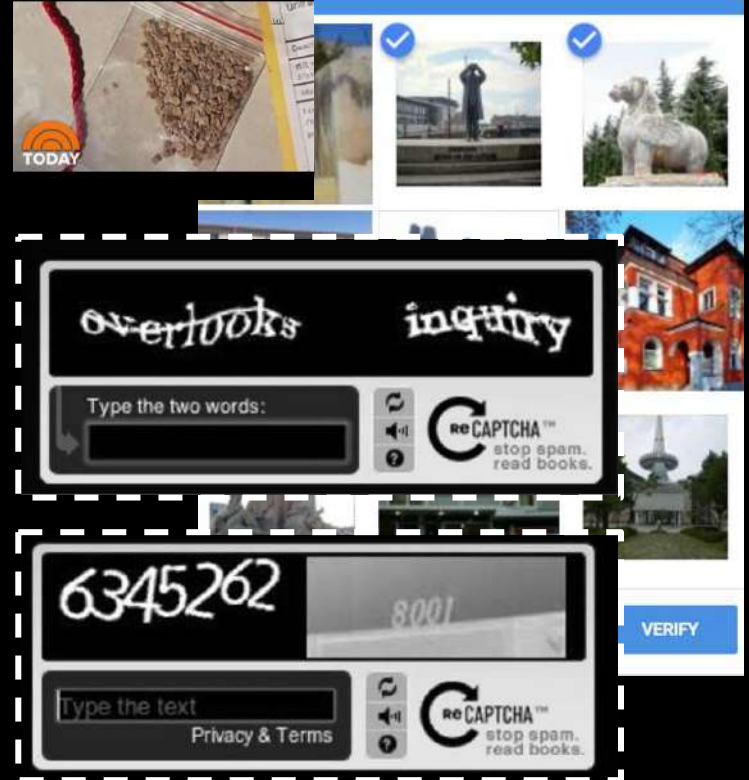 TODAY
overlooks inquiry
Type the two words:
reCAPTCHA™
stop spam.
read books.
6345262 8001
Type the text
Privacy & Terms
reCAPTCHA™
stop spam.
read books.
VERIFY